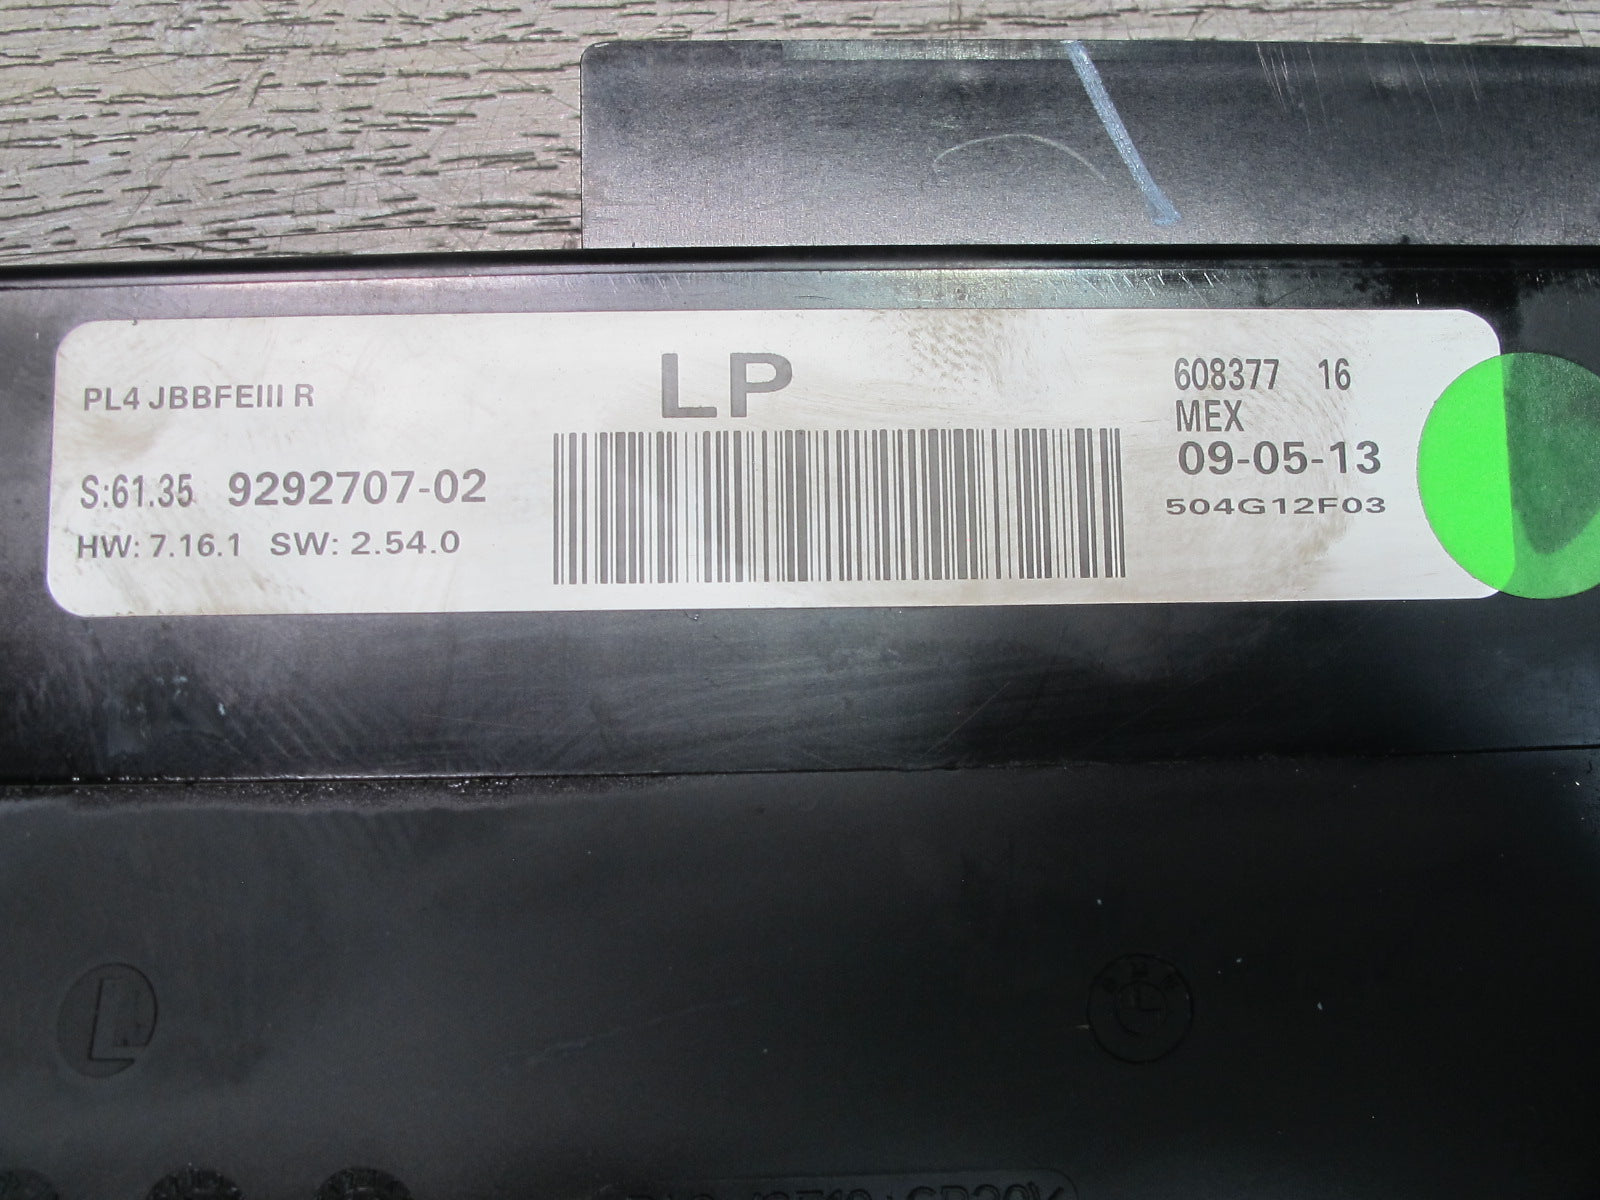 PL4 JBBFEIII R
S:61.35 9292707-02
HW: 7.16.1 SW: 2.54.0
LP
608377 16
MEX
09-05-13
504G12F03
L